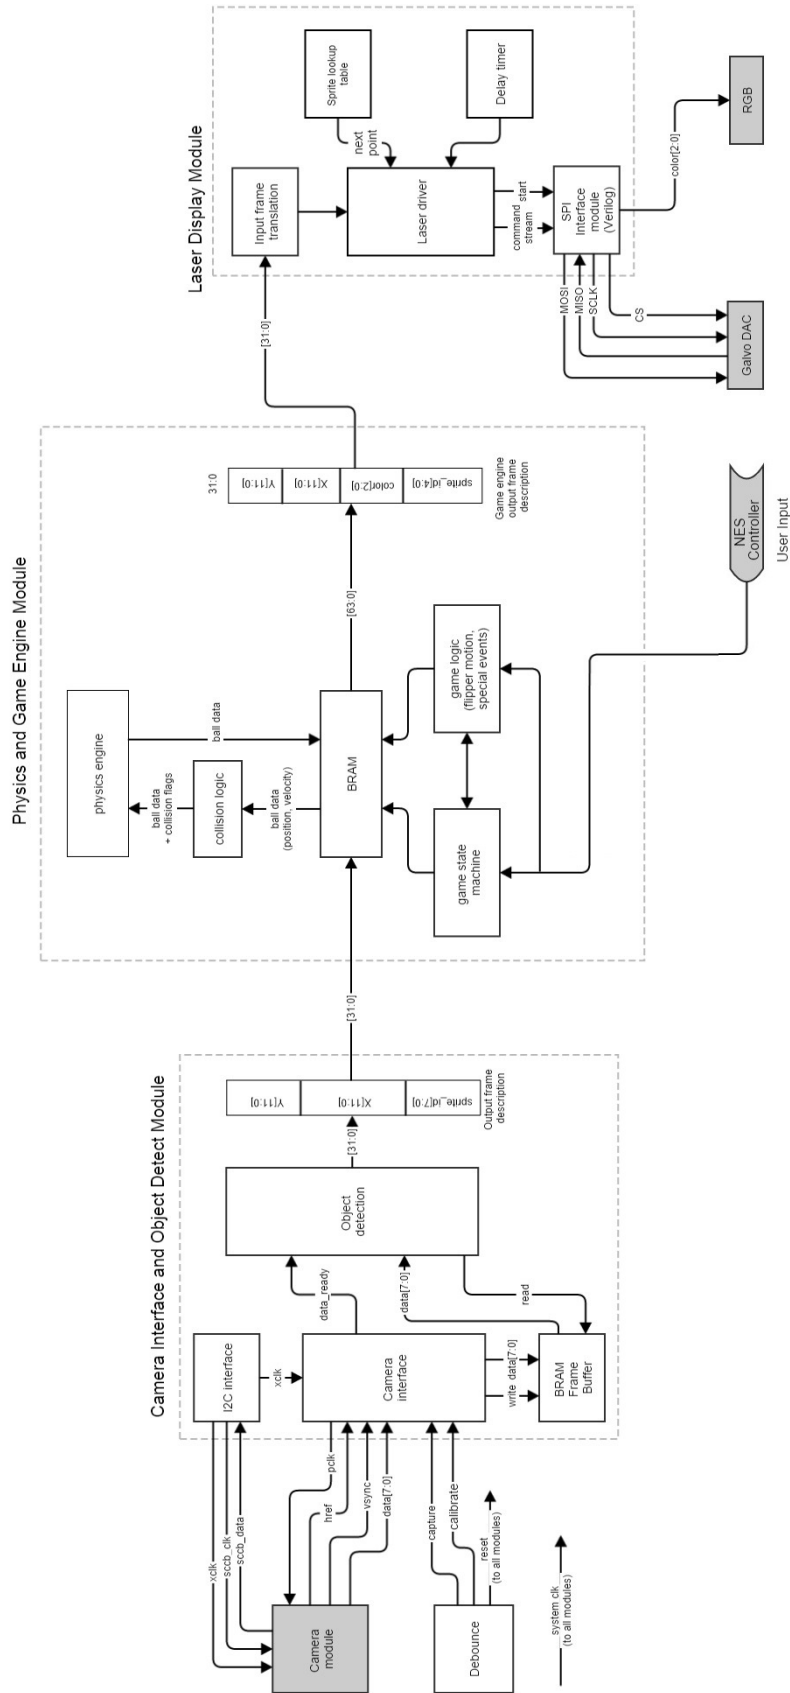 Camera Interface and Object Detect Module
I2C interface
xclk
sccb_clk
sccb_data
xclk
Camera
module
pclk
href
vsync
data[7:0]
Camera
interface
data_ready
Object
detection
data[7:0]
read
write
data[7:0]
BRAM
Frame
Buffer
Debounce
capture
calibrate
reset
(to all modules)
system clk
(to all modules)
[31:0]
Y[11:0]
X[11:0]
sprite_id[7:0]
Output frame
description
[31:0]
Physics and Game Engine Module
physics engine
ball data
+ collision flags
collision logic
ball data
(position, velocity)
ball data
BRAM
game state
machine
game logic
(flipper motion,
special events)
[63:0]
31:0
Y[11:0]
X[11:0]
color[2:0]
sprite_id[4:0]
Game engine
output frame
description
NES
Controller
User Input
[31:0]
Laser Display Module
Input frame
translation
Sprite lookup
table
next
point
Delay timer
Laser driver
command
stream
start
SPI
Interface
module
(Verilog)
MOSI
MISO
SCLK
CS
color[2:0]
Galvo DAC
RGB